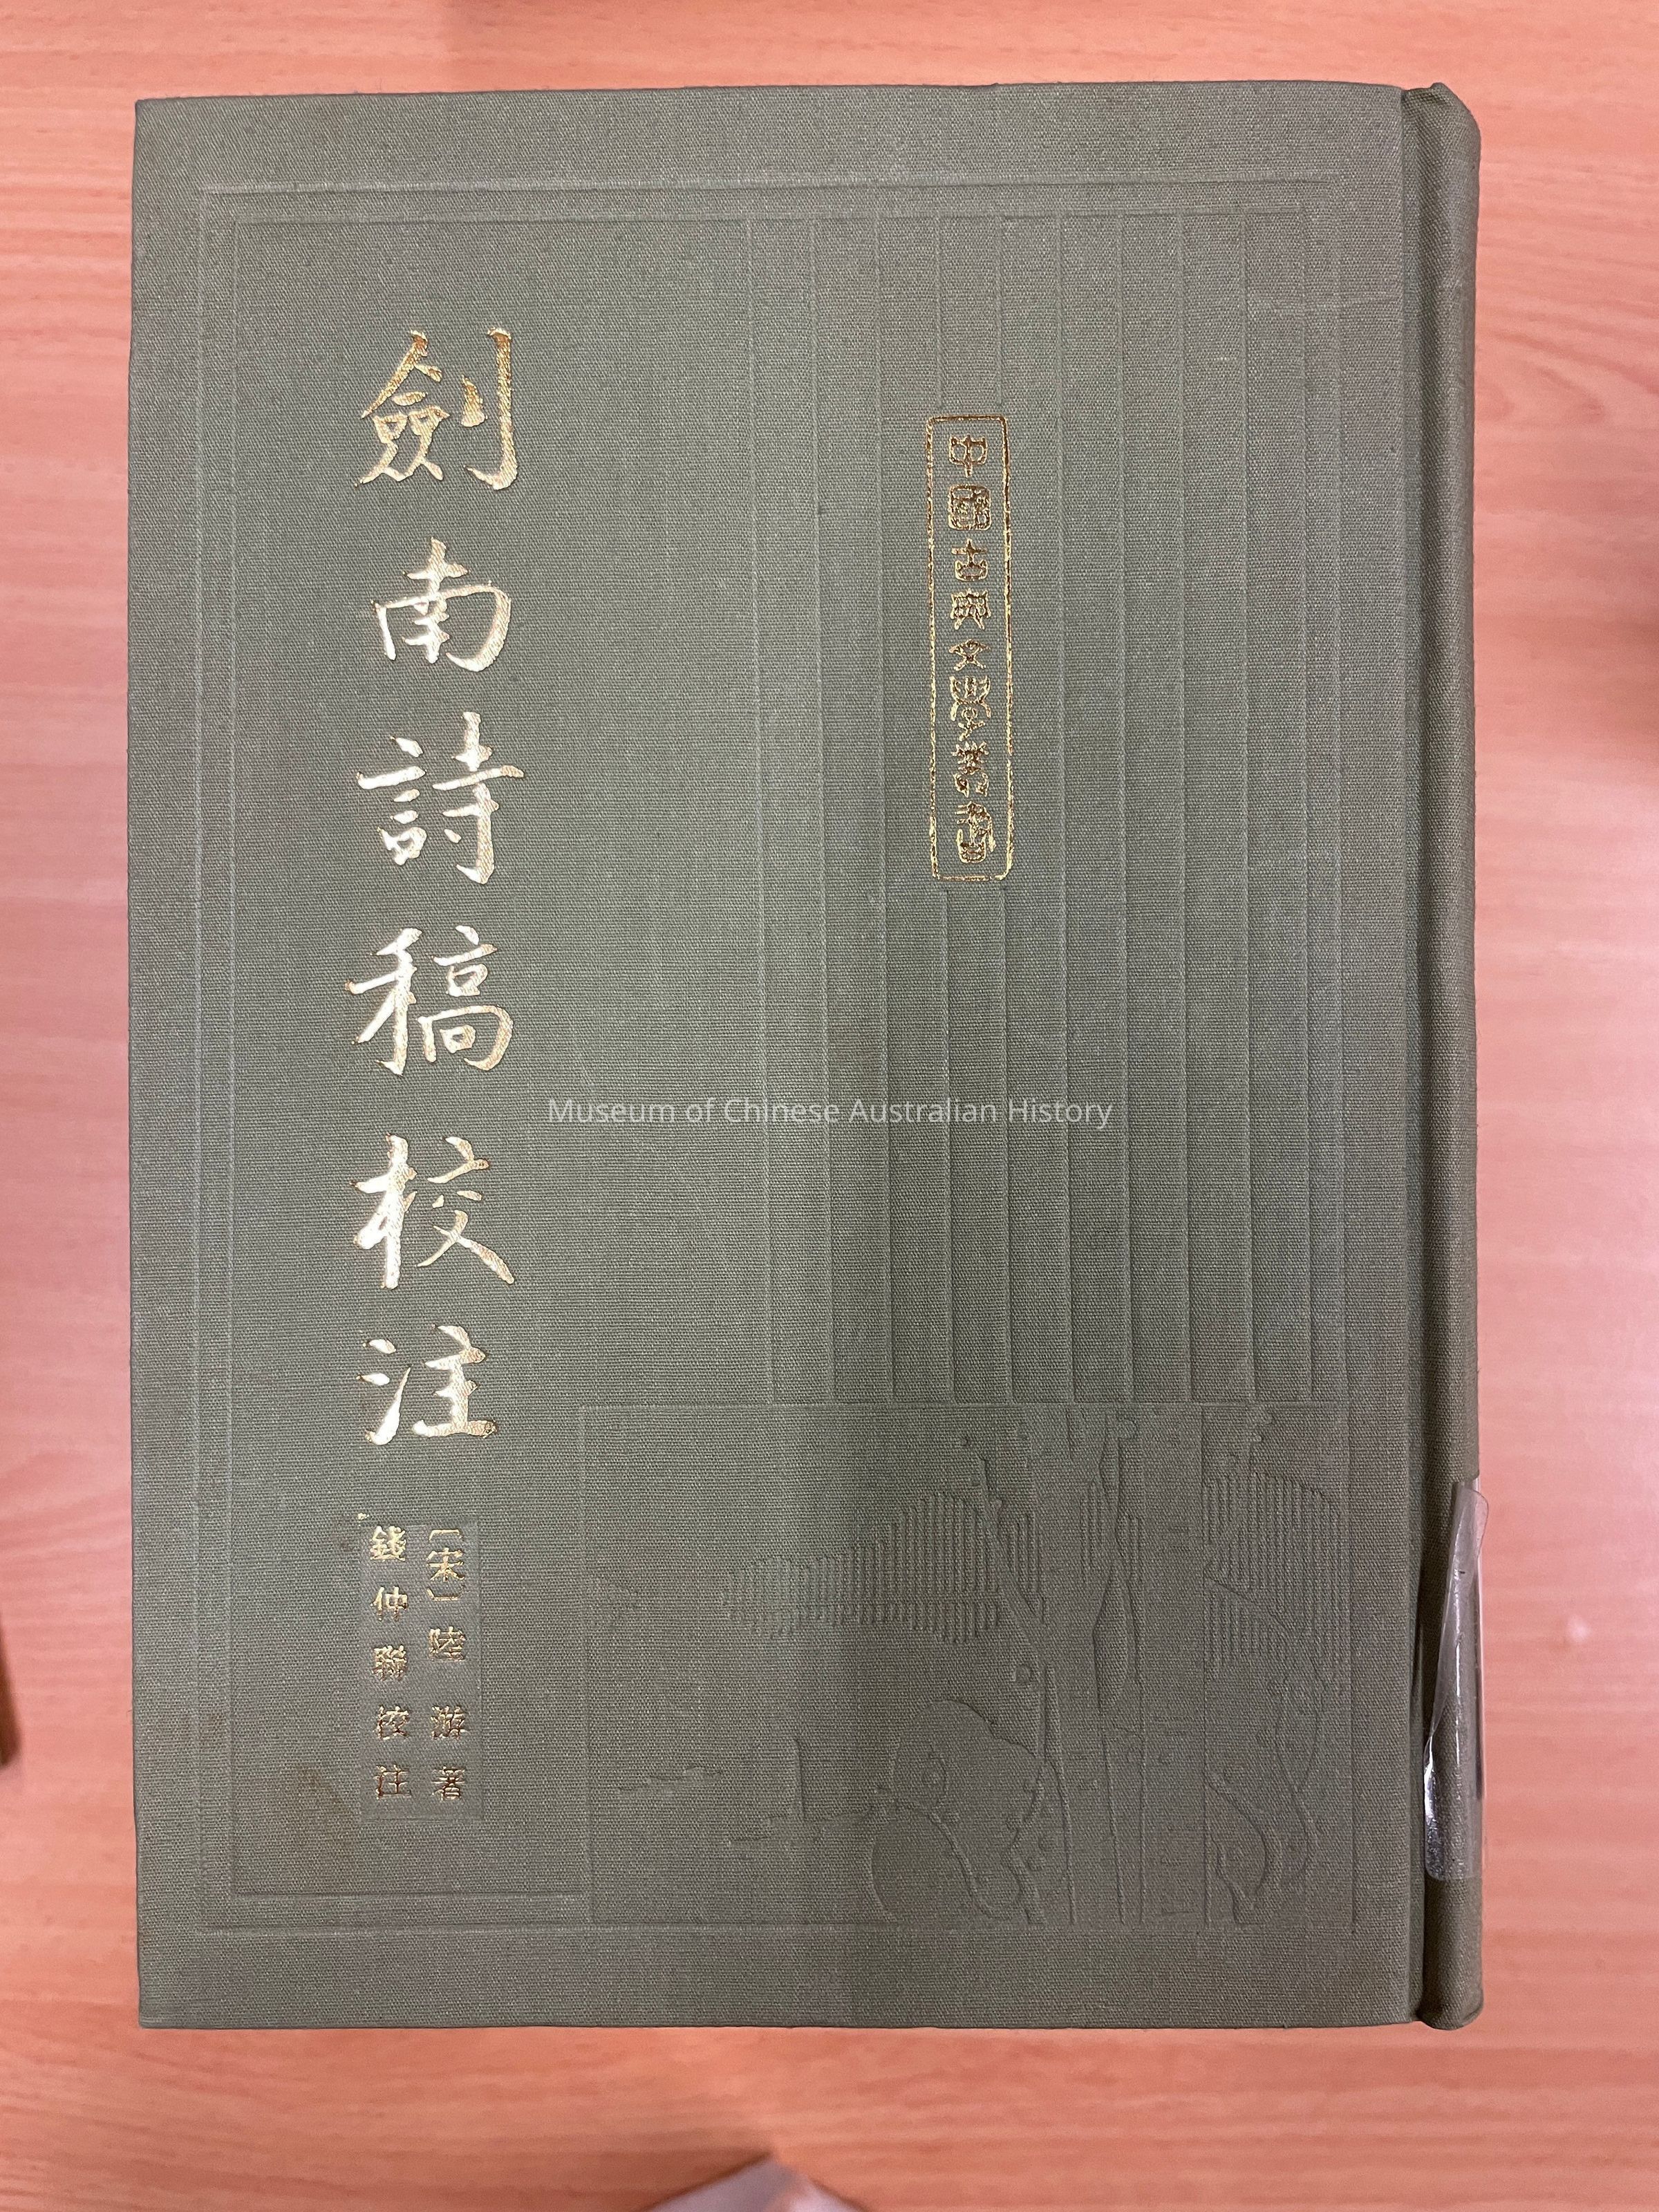 中國古典文學叢書
劍南詩稿校注
〔宋〕陸游著
錢仲聯校注
Museum of Chinese Australian History